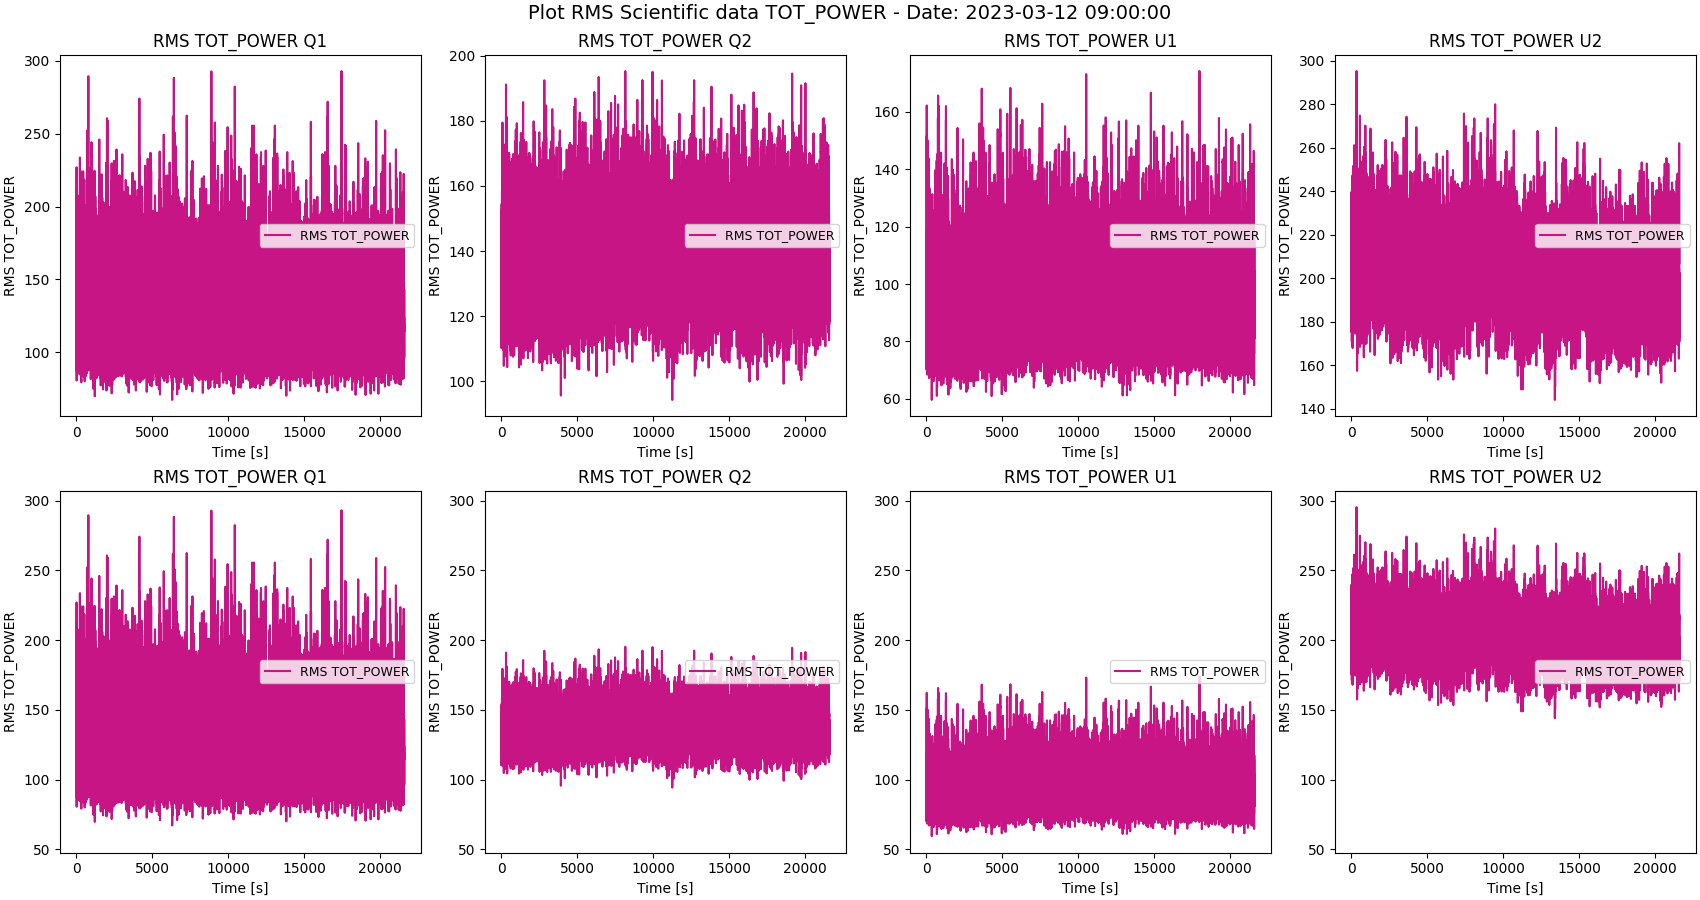 Plot RMS Scientific data TOT_POWER - Date: 2023-03-12 09:00:00
RMS TOT_POWER Q1
RMS TOT_POWER
300
250
200
150
100
RMS TOT_POWER
0 5000 10000 15000 20000
Time [s]
RMS TOT_POWER Q2
RMS TOT_POWER
200
180
160
140
120
100
RMS TOT_POWER
0 5000 10000 15000 20000
Time [s]
RMS TOT_POWER U1
RMS TOT_POWER
160
140
120
100
80
60
RMS TOT_POWER
0 5000 10000 15000 20000
Time [s]
RMS TOT_POWER U2
RMS TOT_POWER
300
280
260
240
220
200
180
160
140
RMS TOT_POWER
0 5000 10000 15000 20000
Time [s]
RMS TOT_POWER Q1
RMS TOT_POWER
300
250
200
150
100
50
RMS TOT_POWER
0 5000 10000 15000 20000
Time [s]
RMS TOT_POWER Q2
RMS TOT_POWER
300
250
200
150
100
50
RMS TOT_POWER
0 5000 10000 15000 20000
Time [s]
RMS TOT_POWER U1
RMS TOT_POWER
300
250
200
150
100
50
RMS TOT_POWER
0 5000 10000 15000 20000
Time [s]
RMS TOT_POWER U2
RMS TOT_POWER
300
250
200
150
100
50
RMS TOT_POWER
0 5000 10000 15000 20000
Time [s]